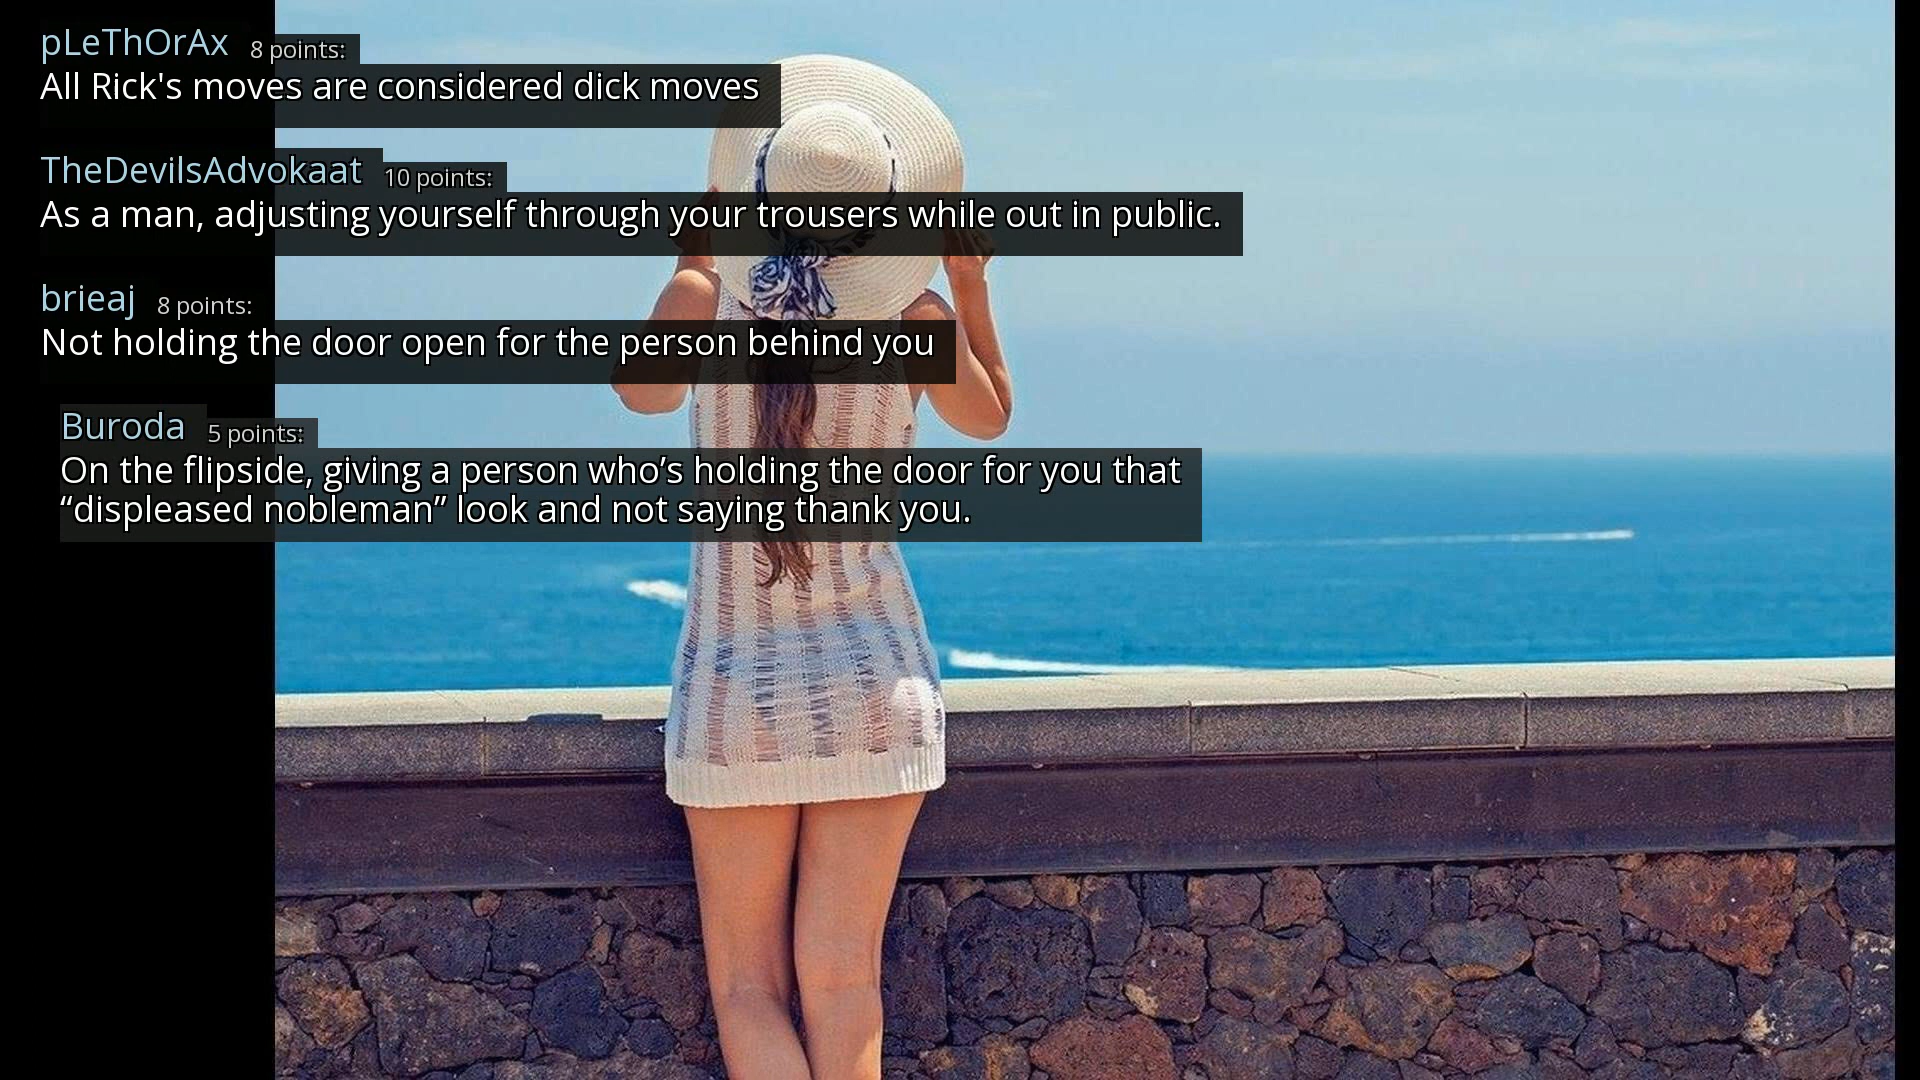 pLeThOrAx 8 points:
All Rick's moves are considered dick moves
TheDevilsAdvokaat 10 points:
As a man, adjusting yourself through your trousers while out in public.
brieaj 8 points:
Not holding the door open for the person behind you
Buroda 5 points:
On the flipside, giving a person who’s holding the door for you that
“displeased nobleman” look and not saying thank you.